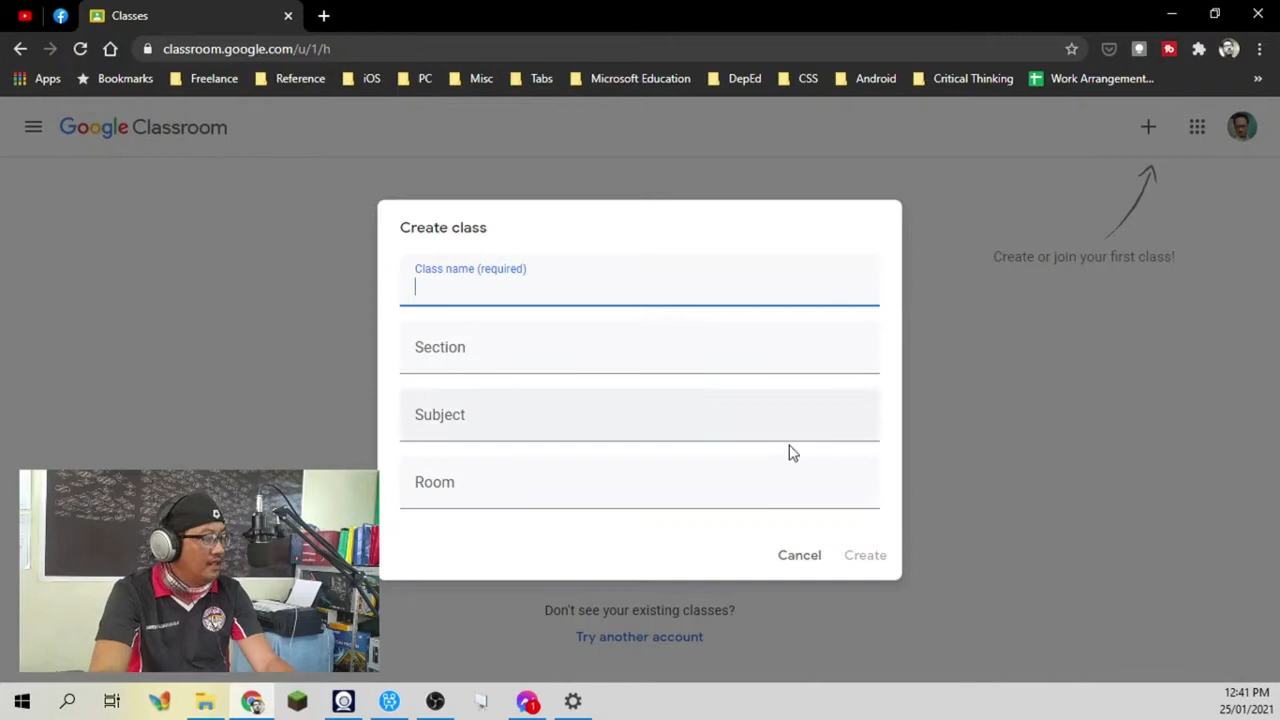 Classes
classroom.google.com/u/1/h
Apps Bookmarks Freelance Reference iOS PC Misc Tabs Microsoft Education DepEd CSS Android Critical Thinking Work Arrangement...
Google Classroom
Create or join your first class!
Create class
Class name (required)
Section
Subject
Room
Cancel Create
Don't see your existing classes?
Try another account
1
12:41 PM
25/01/2021